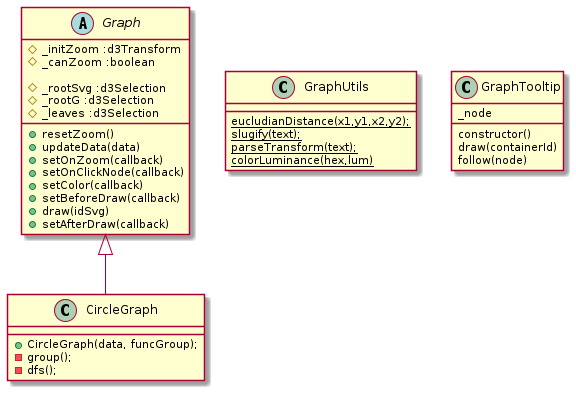 A Graph
_initZoom :d3Transform
_canZoom :boolean
_rootSvg :d3Selection
_rootG :d3Selection
_leaves :d3Selection
resetZoom()
updateData(data)
setOnZoom(callback)
setOnClickNode(callback)
setColor(callback)
setBeforeDraw(callback)
draw(idSvg)
setAfterDraw(callback)
C GraphUtils
eucludianDistance(x1,y1,x2,y2);
slugify(text);
parseTransform(text);
colorLuminance(hex,lum)
C GraphTooltip
_node
constructor()
draw(containerId)
follow(node)
C CircleGraph
CircleGraph(data, funcGroup);
group();
dfs();